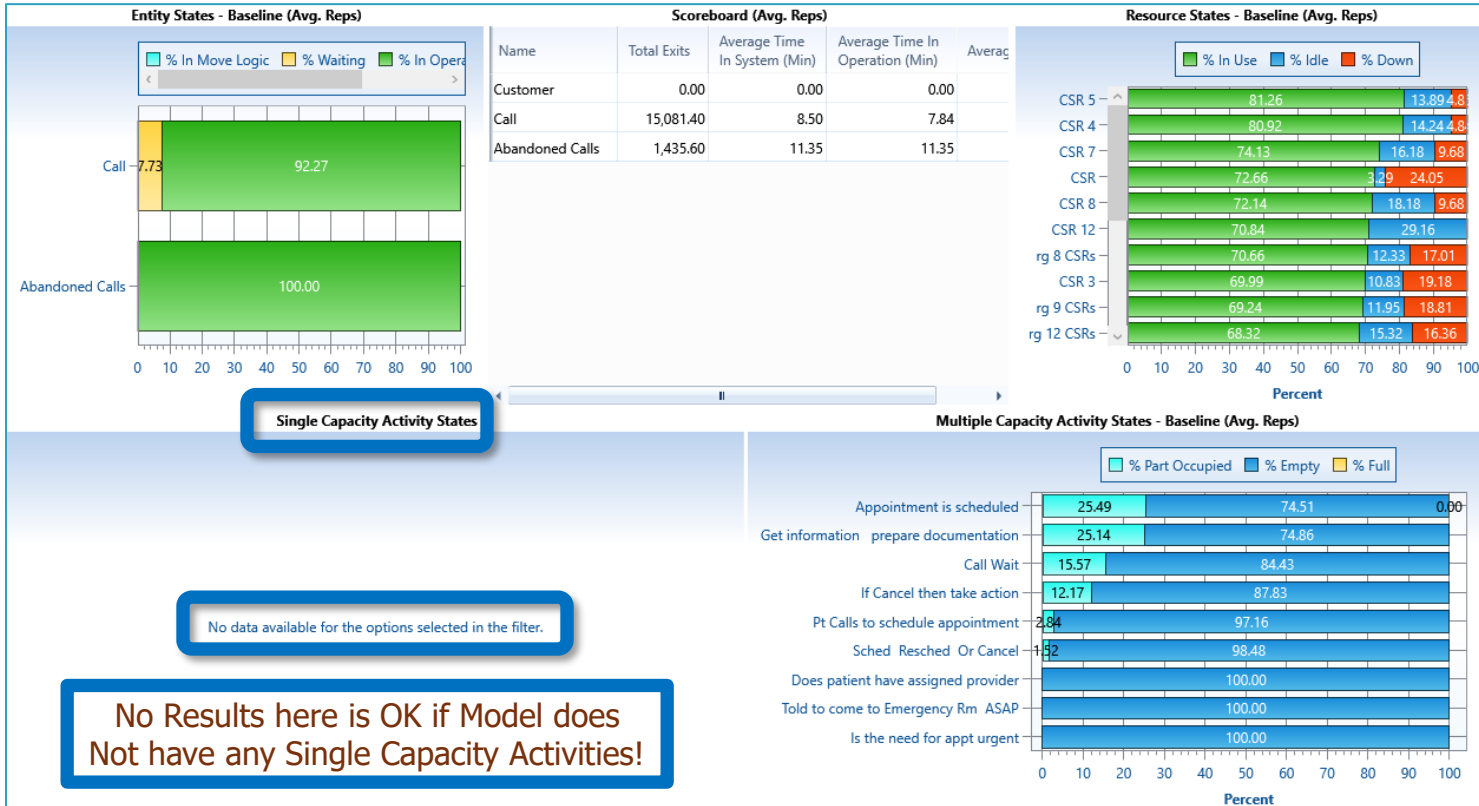 Entity States - Baseline (Avg. Reps)
% In Move Logic % Waiting % In Opera
Call 7.73 92.27
Abandoned Calls 100.00
0 10 20 30 40 50 60 70 80 90 100
Scoreboard (Avg. Reps)
Name Total Exits Average Time In System (Min) Average Time In Operation (Min) Averag
Customer 0.00 0.00 0.00
Call 15,081.40 8.50 7.84
Abandoned Calls 1,435.60 11.35 11.35
Resource States - Baseline (Avg. Reps)
% In Use % Idle % Down
CSR 5 81.26 13.89 4.8
CSR 4 80.92 14.24 4.8
CSR 7 74.13 16.18 9.68
CSR 72.66 3.29 24.05
CSR 8 72.14 18.18 9.68
CSR 12 70.84 29.16
rg 8 CSRs 70.66 12.33 17.01
CSR 3 69.99 10.83 19.18
rg 9 CSRs 69.24 11.95 18.81
rg 12 CSRs 68.32 15.32 16.36
0 10 20 30 40 50 60 70 80 90 100
Percent
Single Capacity Activity States
No data available for the options selected in the filter.
No Results here is OK if Model does
Not have any Single Capacity Activities!
Multiple Capacity Activity States - Baseline (Avg. Reps)
% Part Occupied % Empty % Full
Appointment is scheduled 25.49 74.51 0.00
Get information prepare documentation 25.14 74.86
Call Wait 15.57 84.43
If Cancel then take action 12.17 87.83
Pt Calls to schedule appointment 2.84 97.16
Sched Resched Or Cancel 1.52 98.48
Does patient have assigned provider 100.00
Told to come to Emergency Rm ASAP 100.00
Is the need for appt urgent 100.00
0 10 20 30 40 50 60 70 80 90 100
Percent